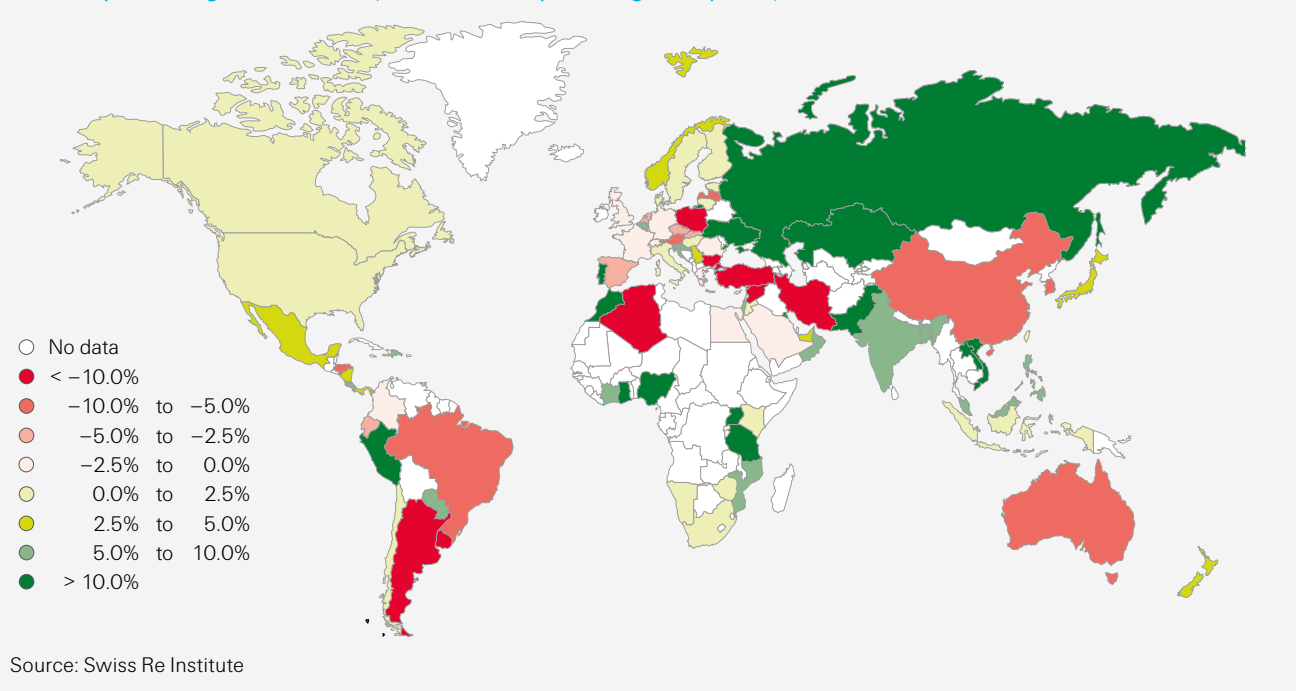 No data
< –10.0%
–10.0% to –5.0%
–5.0% to –2.5%
–2.5% to 0.0%
0.0% to 2.5%
2.5% to 5.0%
5.0% to 10.0%
> 10.0%
Source: Swiss Re Institute